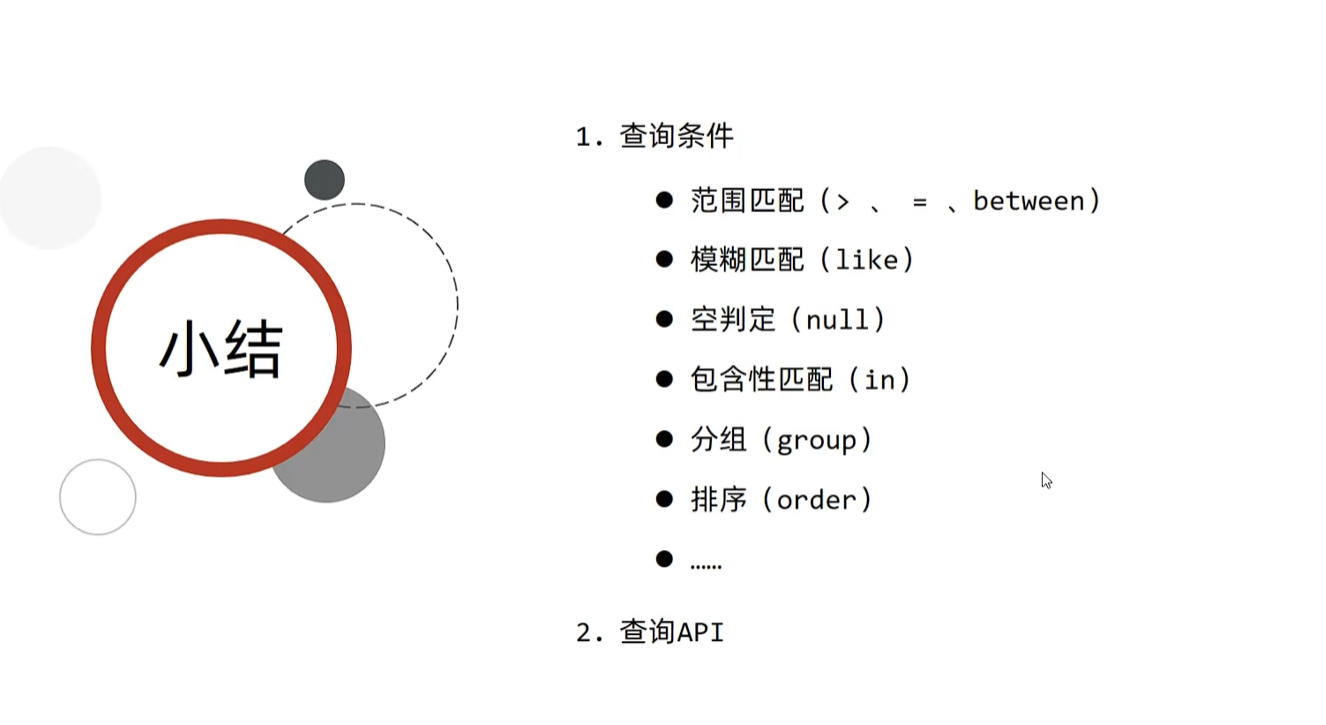 小结
1. 查询条件
● 范围匹配（> 、 = 、between）
● 模糊匹配（like）
● 空判定（null）
● 包含性匹配（in）
● 分组（group）
● 排序（order）
● ……
2. 查询API